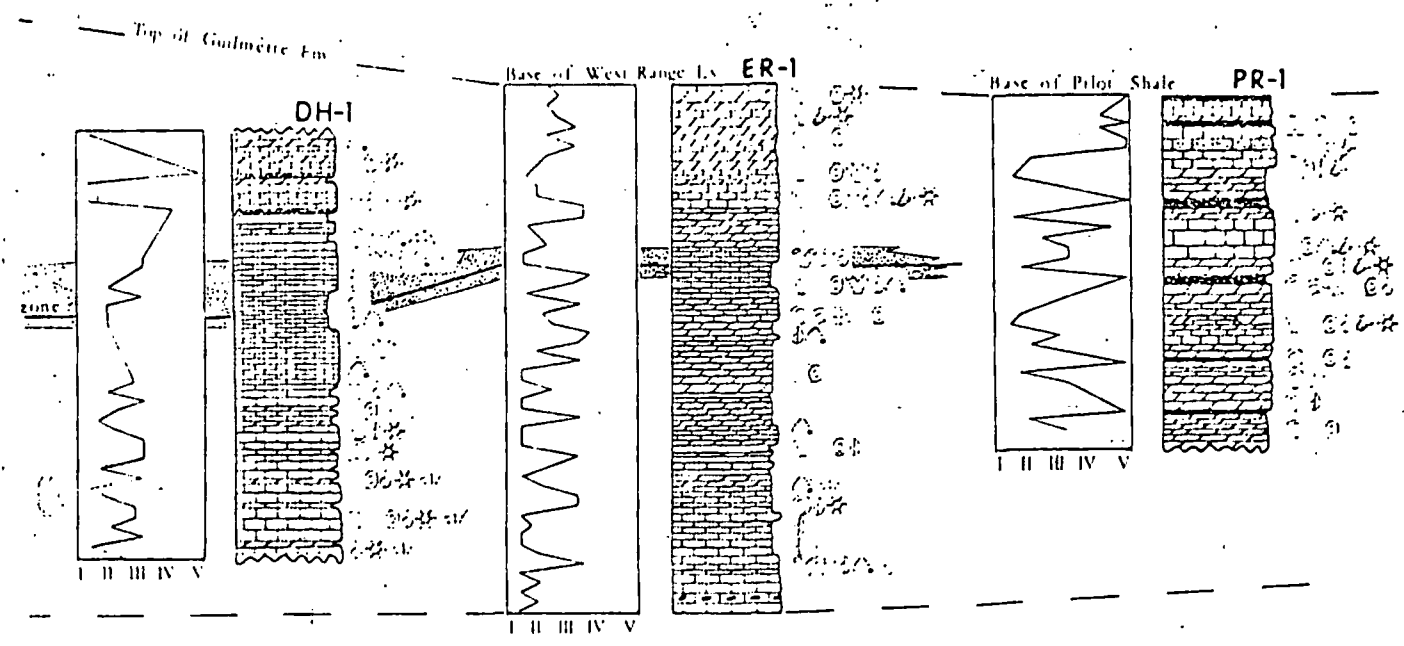 Top of Guilmette Fm
Base of West Range Ls
ER-1
Base of Pilot Shale
PR-1
DH-1
zone
I II III IV V
I II III IV V
I II III IV V